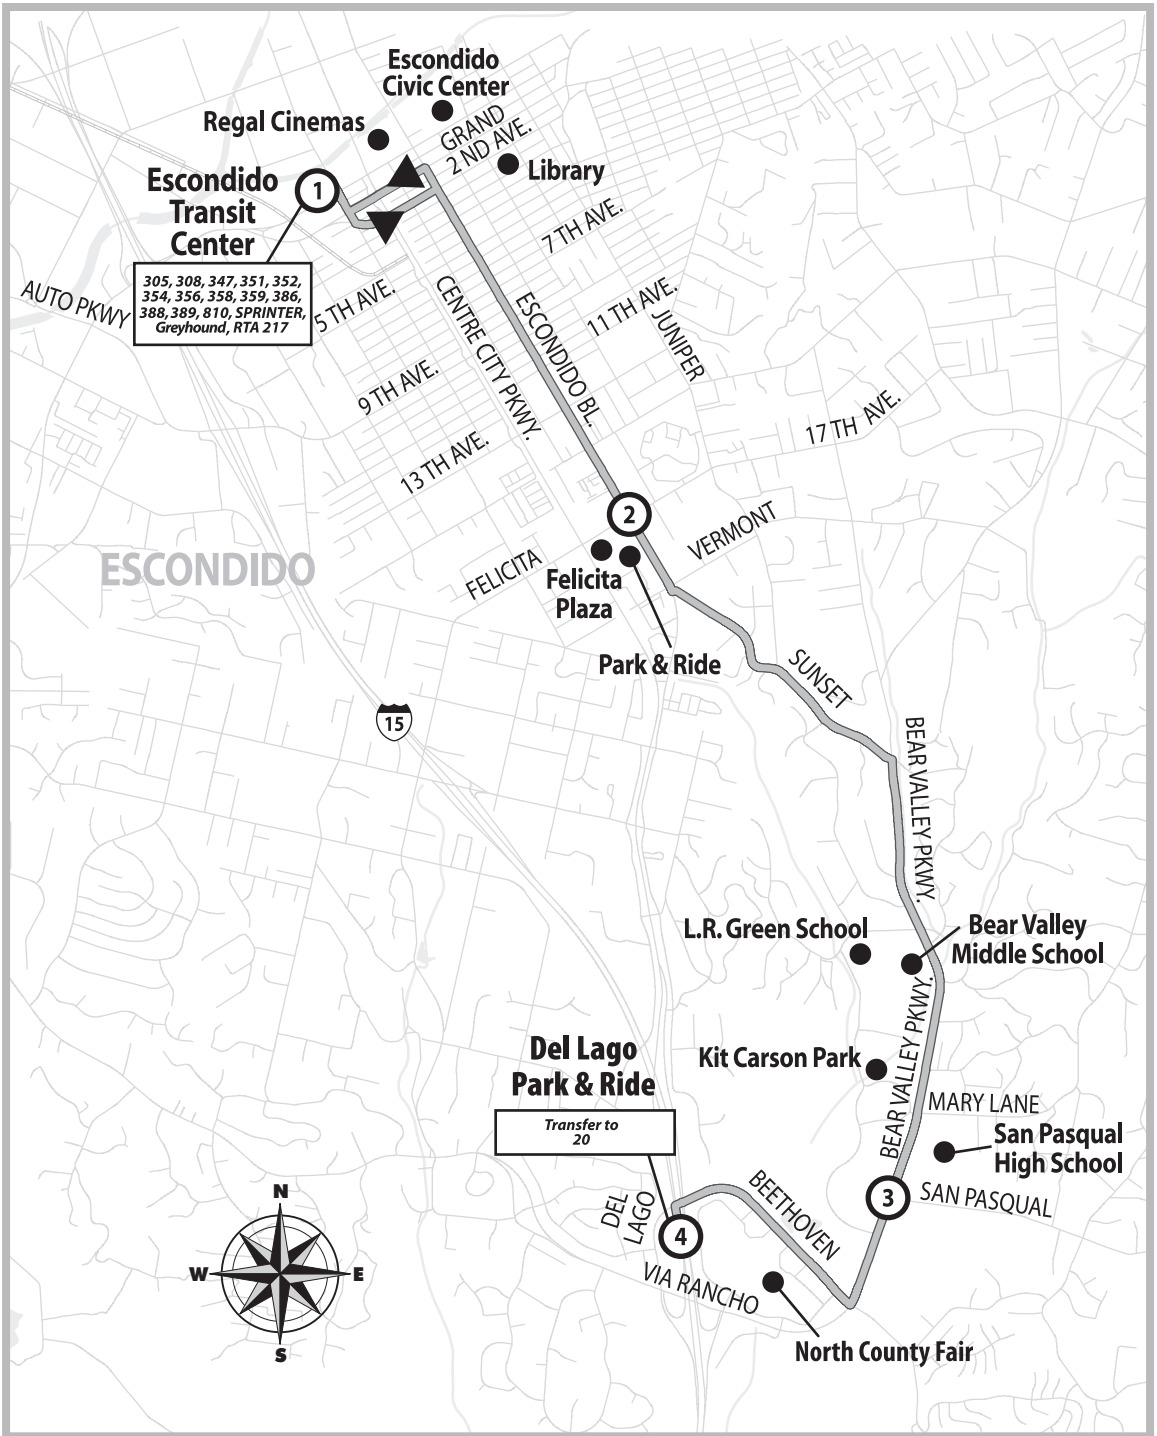 Escondido
Civic Center
Regal Cinemas
GRAND
2 ND AVE.
Library
Escondido
Transit
Center
1
305, 308, 347, 351, 352,
354, 356, 358, 359, 386,
388, 389, 810, SPRINTER,
Greyhound, RTA 217
AUTO PKWY
5 TH AVE.
7 TH AVE.
9 TH AVE.
11 TH AVE.
13 TH AVE.
17 TH AVE.
CENTRE CITY PKWY.
ESCONDIDO BL.
JUNIPER
2
VERMONT
FELICITA
Felicita
Plaza
Park & Ride
ESCONDIDO
15
SUNSET
BEAR VALLEY PKWY.
L.R. Green School
Bear Valley
Middle School
BEAR VALLEY PKWY.
Kit Carson Park
MARY LANE
San Pasqual
High School
3
SAN PASQUAL
Del Lago
Park & Ride
Transfer to
20
DEL
LAGO
4
BEETHOVEN
VIA RANCHO
North County Fair
N
W
E
S